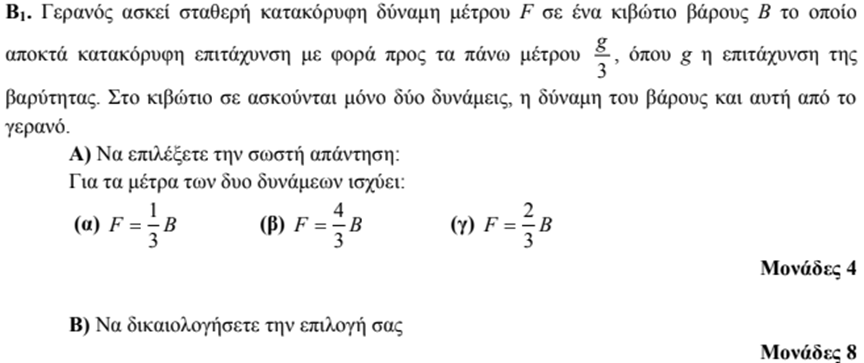 Β₁. Γερανός ασκεί σταθερή κατακόρυφη δύναμη μέτρου F σε ένα κιβώτιο βάρους Β το οποίο
αποκτά κατακόρυφη επιτάχυνση με φορά προς τα πάνω μέτρου g/3, όπου g η επιτάχυνση της
βαρύτητας. Στο κιβώτιο σε ασκούνται μόνο δύο δυνάμεις, η δύναμη του βάρους και αυτή από το
γερανό.
Α) Να επιλέξετε την σωστή απάντηση:
Για τα μέτρα των δυο δυνάμεων ισχύει:
(α) F = 1/3 B (β) F = 4/3 B (γ) F = 2/3 B
Μονάδες 4
Β) Να δικαιολογήσετε την επιλογή σας
Μονάδες 8